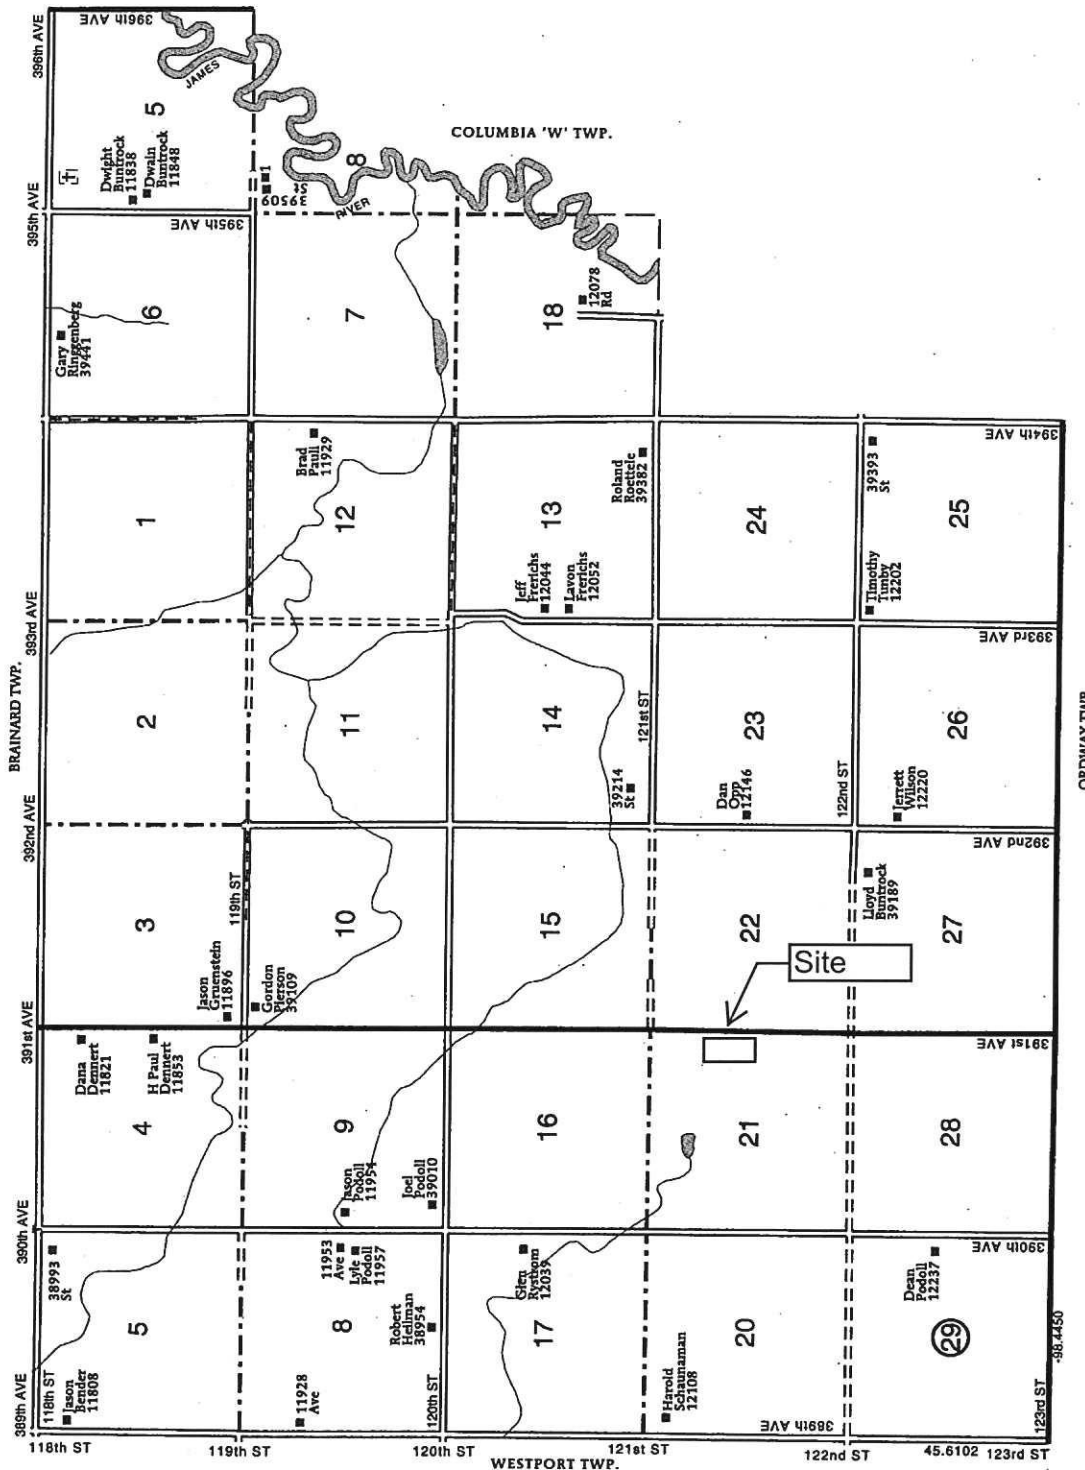 396th AVE
396th AVE
JAMES
5
COLUMBIA 'W' TWP.
Dwight
Buntrock
11838
Dwain
Buntrock
11848
8
1
39509
St
RIVER
395th AVE
395th AVE
Gary
Ringgenberg
39441
6
7
18
12078
Rd
394th AVE
Brad
Pauli
11929
Roland
Roettele
39382
39393
St
1
12
13
24
25
Jeff
Frerichs
12044
Lavon
Frerichs
12052
Timothy
Tumby
12202
393rd AVE
393rd AVE
BRAINARD TWP.
2
11
14
121st ST
23
26
ORDWAY TWP.
39214
St
Dan
Opp
12146
122nd ST
Jerrett
Wilson
12220
392nd AVE
392nd AVE
119th ST
Lloyd
Buntrock
39189
3
10
15
22
27
Site
Jason
Gruenstein
11896
Gordon
Pierson
39109
391st AVE
391st AVE
Dana
Dennert
11821
H Paul
Dennert
11853
4
9
16
21
28
Jason
Podoll
11954
Joel
Podoll
39010
390th AVE
390th AVE
38993
St
11953
Ave
Lyle
Podoll
11957
Glen
Rystrom
12039
Dean
Podoll
12237
5
8
Robert
Hellman
38954
17
20
29
-98.4450
Jason
Bender
11808
11928
Ave
Harold
Schaunaman
12108
389th AVE
118th ST
120th ST
389th AVE
123rd ST
118th ST
119th ST
120th ST
121st ST
122nd ST
45.6102
123rd ST
WESTPORT TWP.